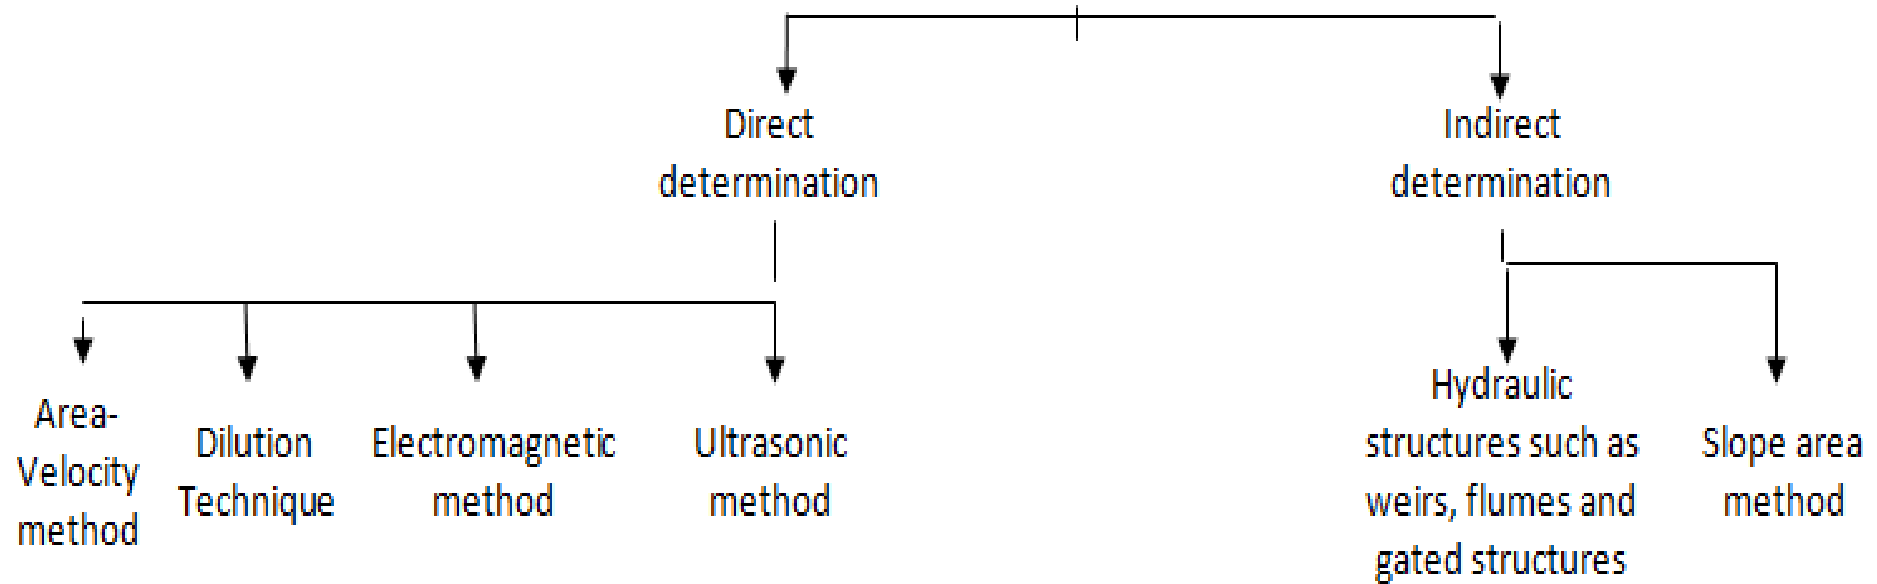 Direct
determination
Indirect
determination
Area-
Velocity
method
Dilution
Technique
Electromagnetic
method
Ultrasonic
method
Hydraulic
structures such as
weirs, flumes and
gated structures
Slope area
method